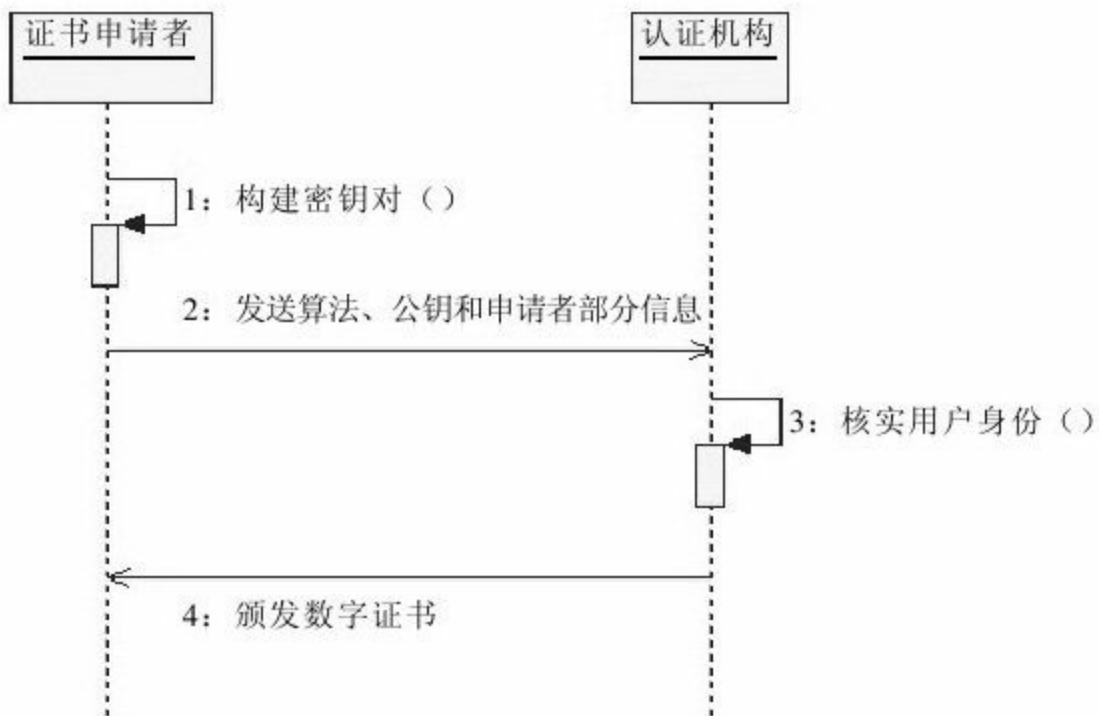 证书申请者
认证机构
1：构建密钥对（）
2：发送算法、公钥和申请者部分信息
3：核实用户身份（）
4：颁发数字证书